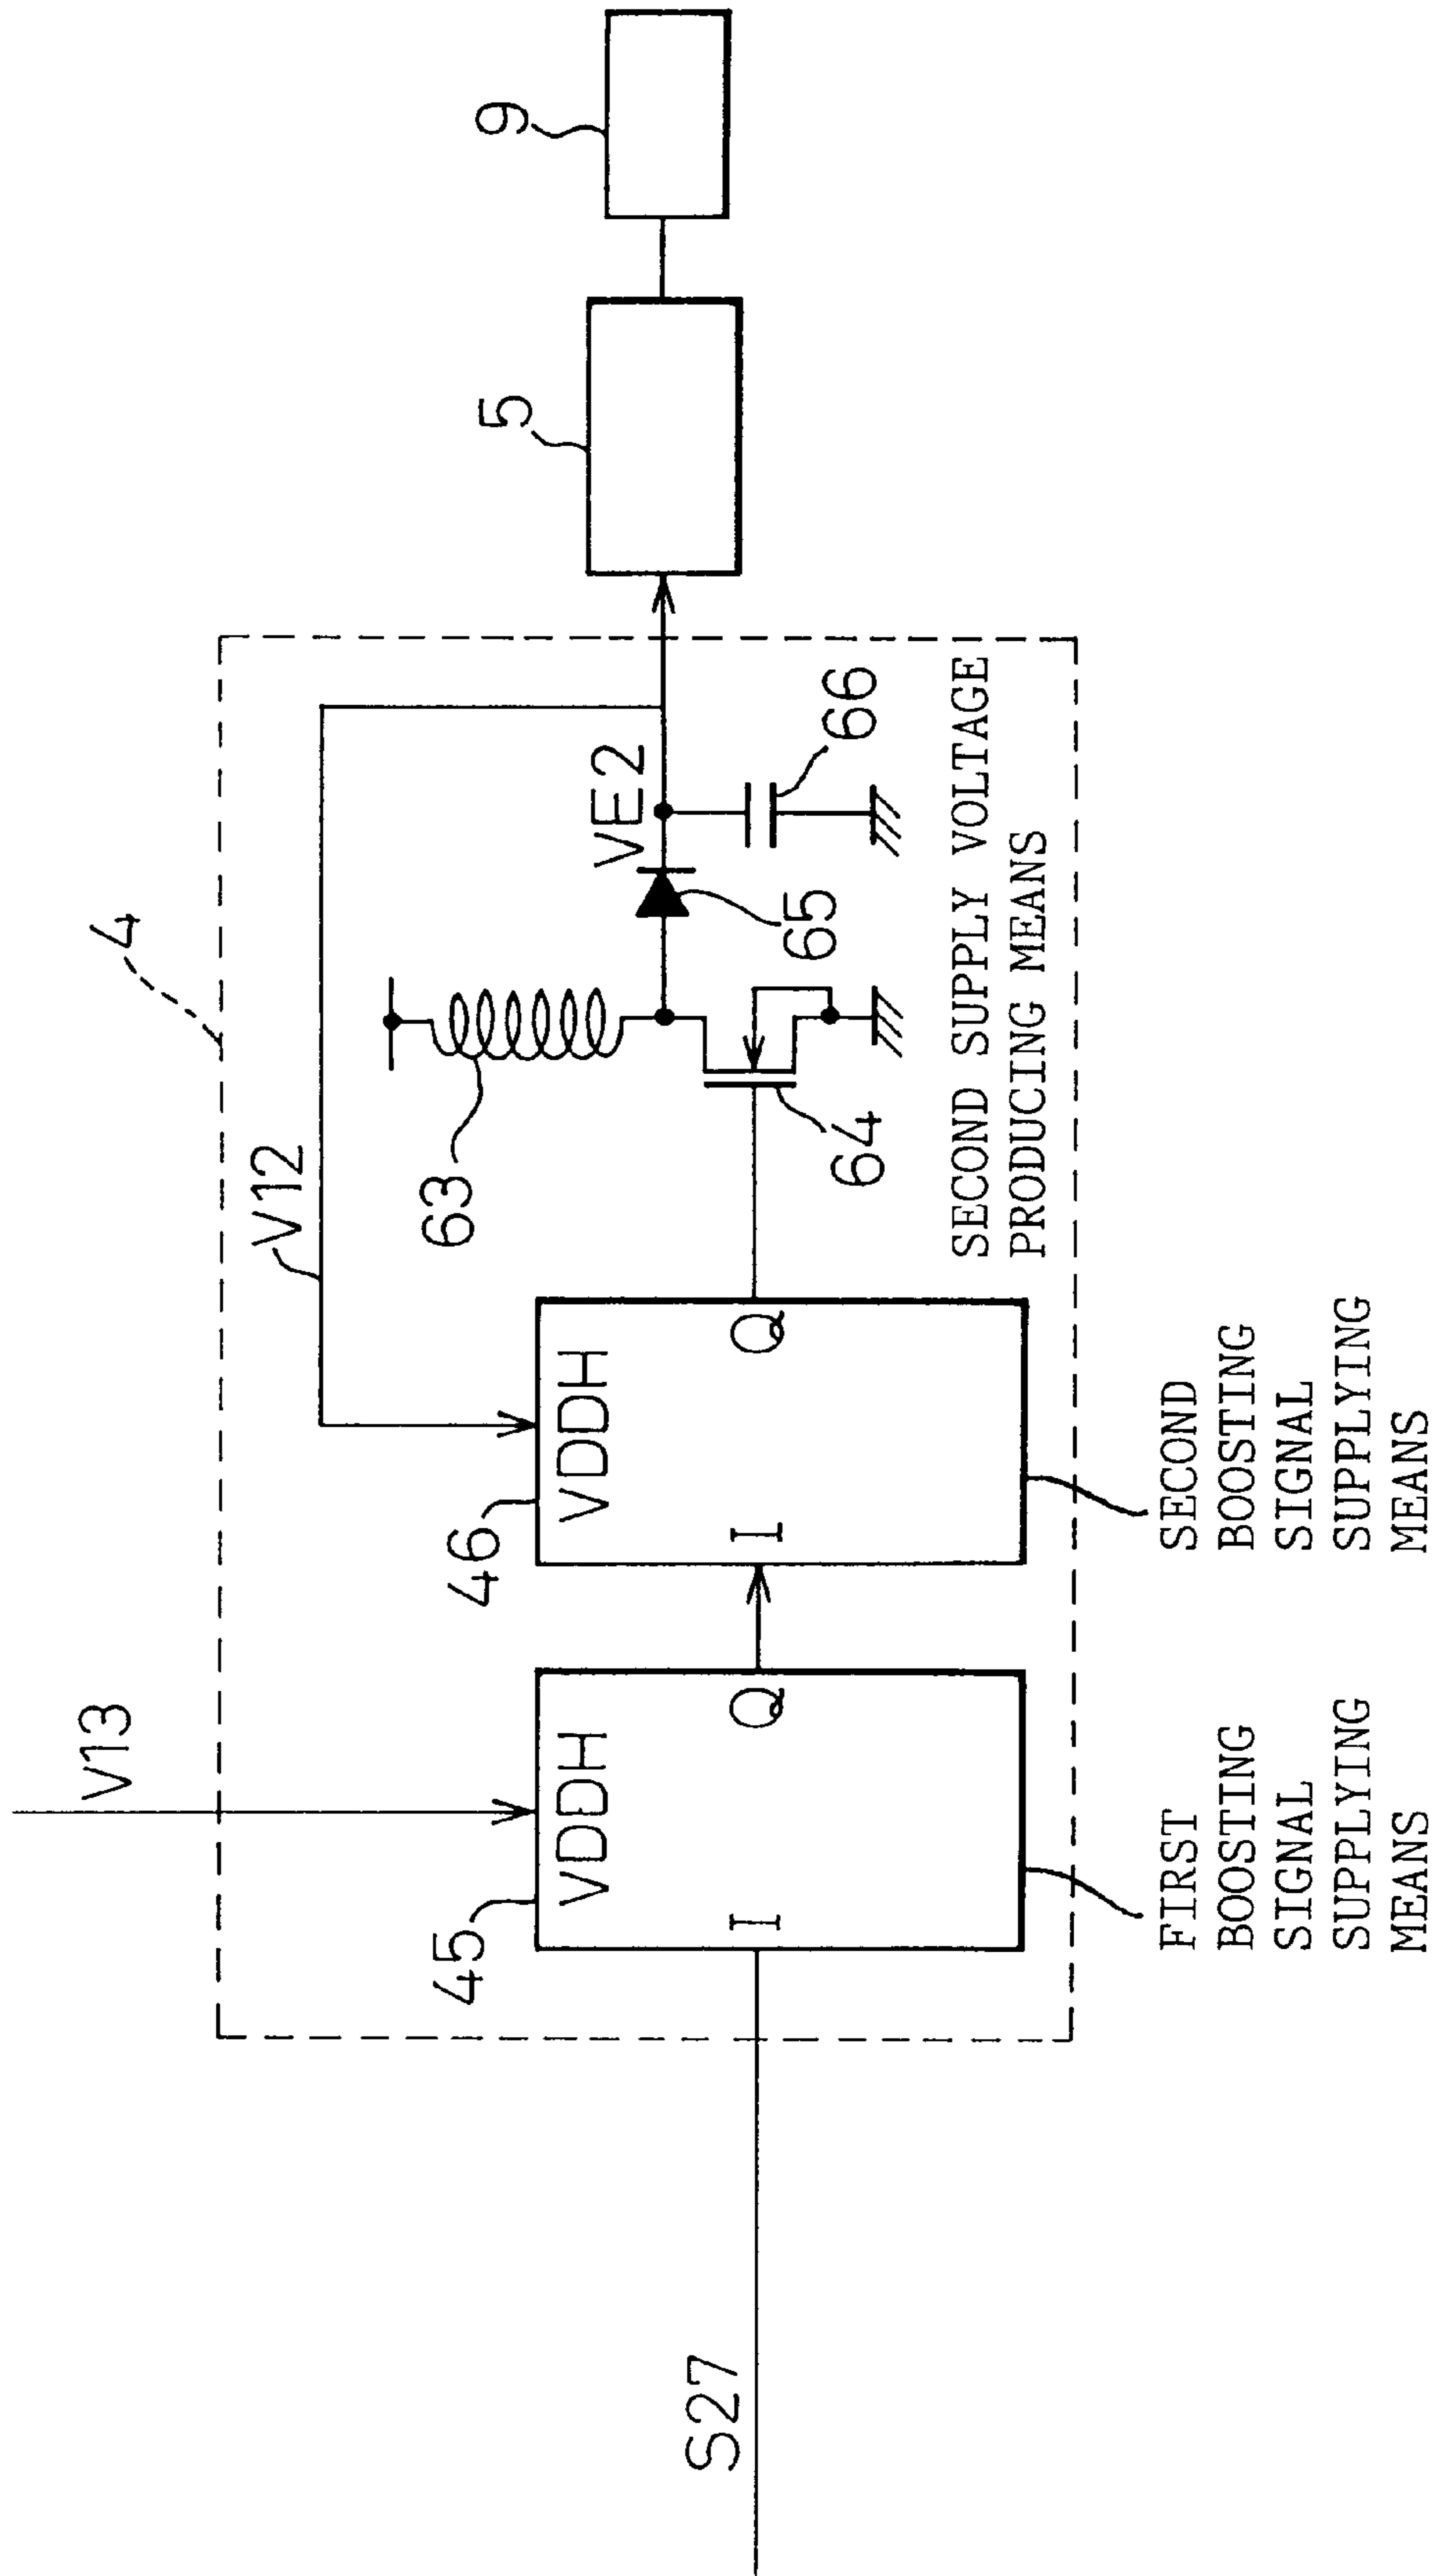 V13
4
V12
45
VDDH
I
Q
46
VDDH
I
Q
63
64
65
VE2
66
5
9
S27
SECOND SUPPLY VOLTAGE
PRODUCING MEANS
FIRST
BOOSTING
SIGNAL
SUPPLYING
MEANS
SECOND
BOOSTING
SIGNAL
SUPPLYING
MEANS